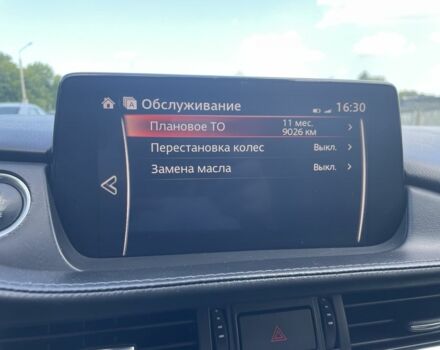 A Обслуживание 16:30
Плановое ТО 11 мес. 9026 км
Перестановка колес Выкл.
Замена масла Выкл.